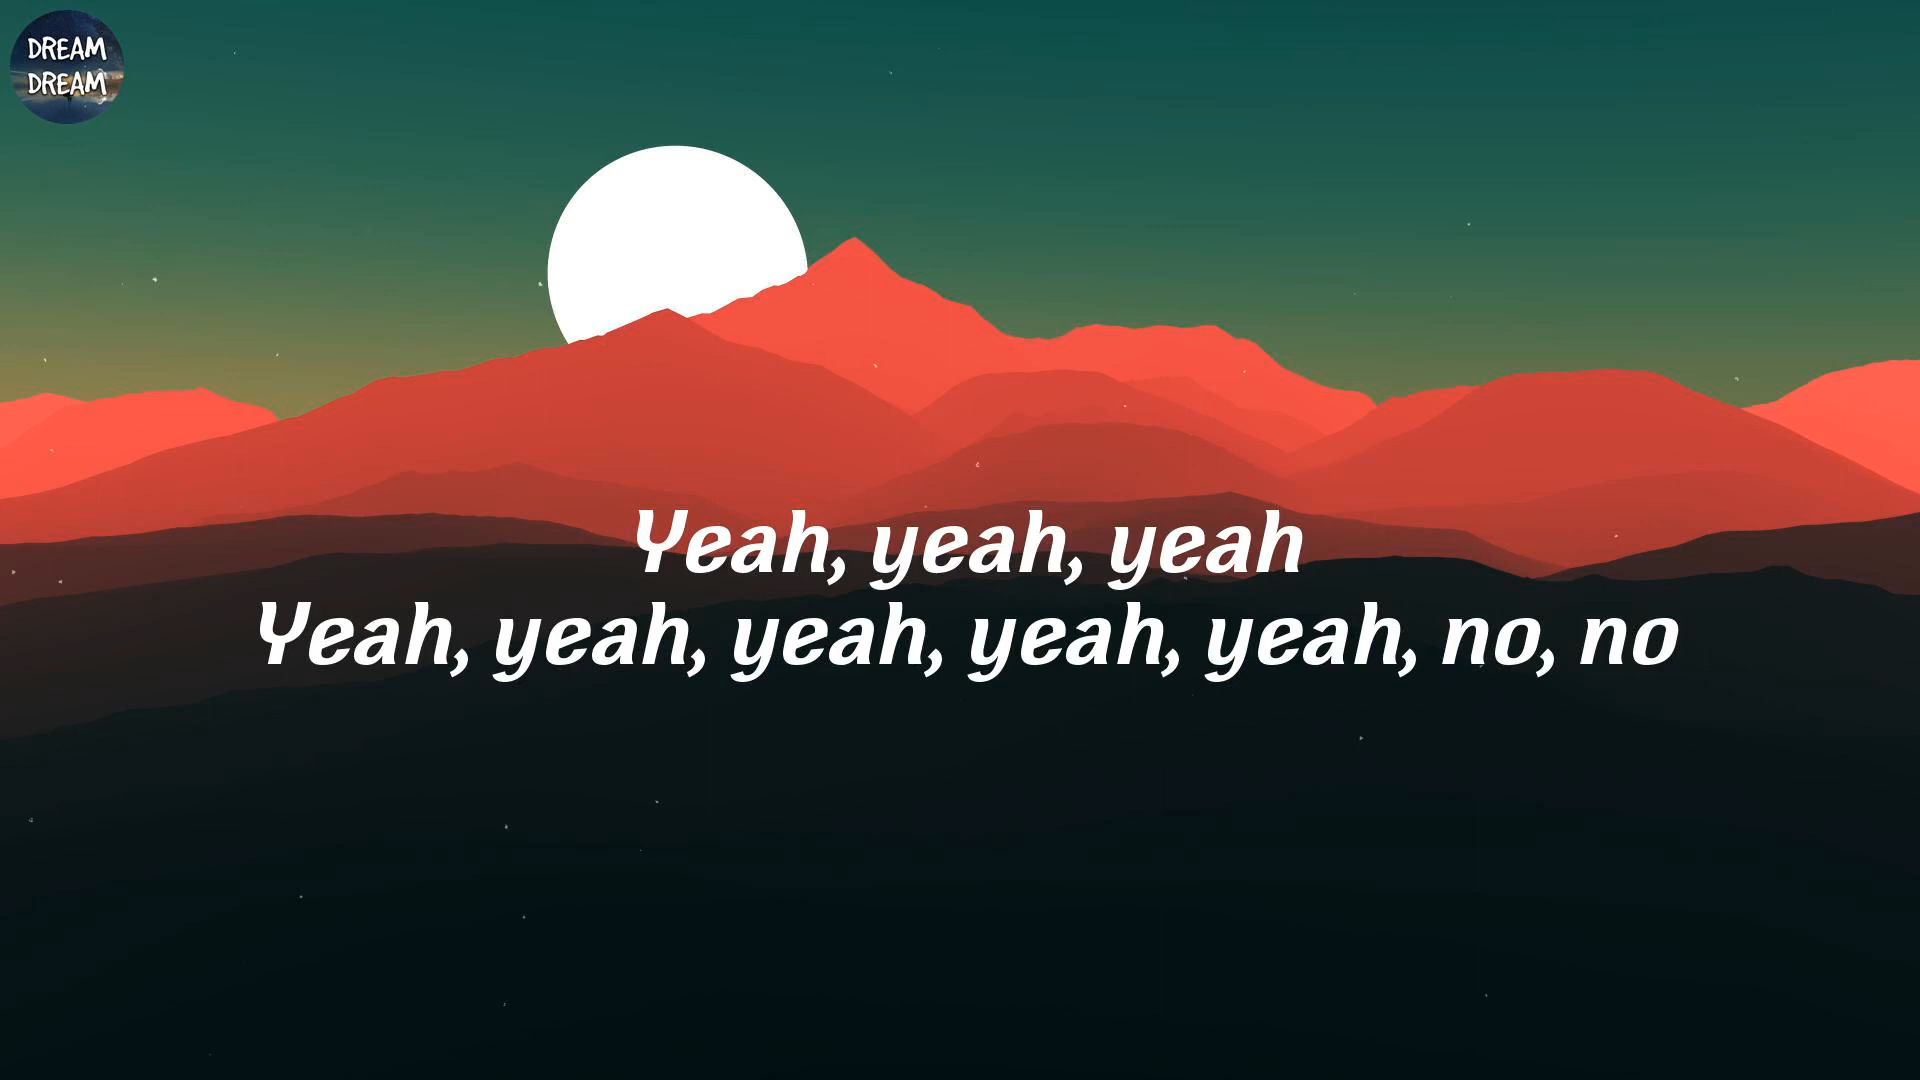 DREAM
DREAM
Yeah, yeah, yeah
Yeah, yeah, yeah, yeah, yeah, no, no